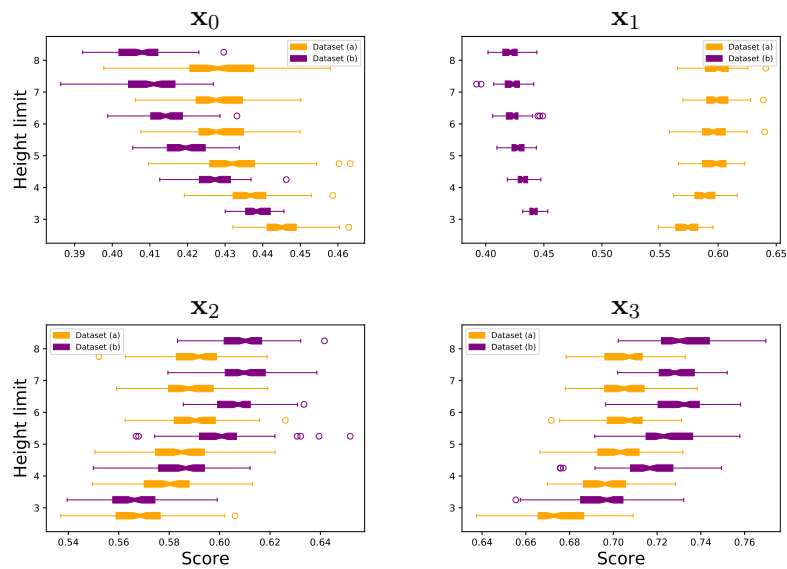 x₀
Dataset (a)
Dataset (b)
Height limit
8
7
6
5
4
3
0.39 0.40 0.41 0.42 0.43 0.44 0.45 0.46
x₁
Dataset (a)
Dataset (b)
8
7
6
5
4
3
0.40 0.45 0.50 0.55 0.60 0.65
x₂
Dataset (a)
Dataset (b)
Height limit
8
7
6
5
4
3
0.54 0.56 0.58 0.60 0.62 0.64
Score
x₃
Dataset (a)
Dataset (b)
8
7
6
5
4
3
0.64 0.66 0.68 0.70 0.72 0.74 0.76
Score